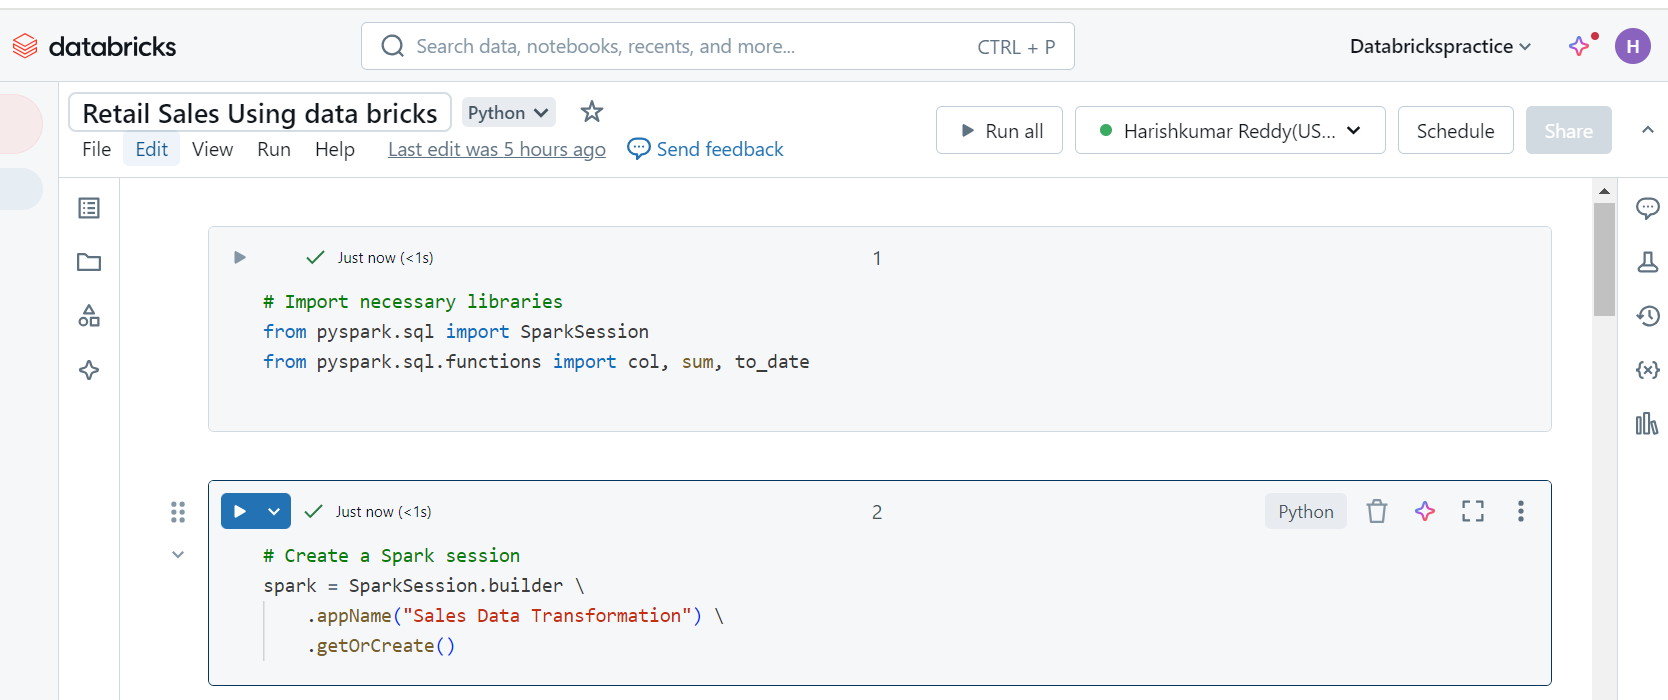 databricks
Search data, notebooks, recents, and more... CTRL + P
Databrickspractice
H
Retail Sales Using data bricks
Python
File Edit View Run Help Last edit was 5 hours ago Send feedback
Run all
Harishkumar Reddy(US...
Schedule
Share
Just now (<1s)
1
# Import necessary libraries
from pyspark.sql import SparkSession
from pyspark.sql.functions import col, sum, to_date
Just now (<1s)
2
Python
# Create a Spark session
spark = SparkSession.builder \
.appName("Sales Data Transformation") \
.getOrCreate()